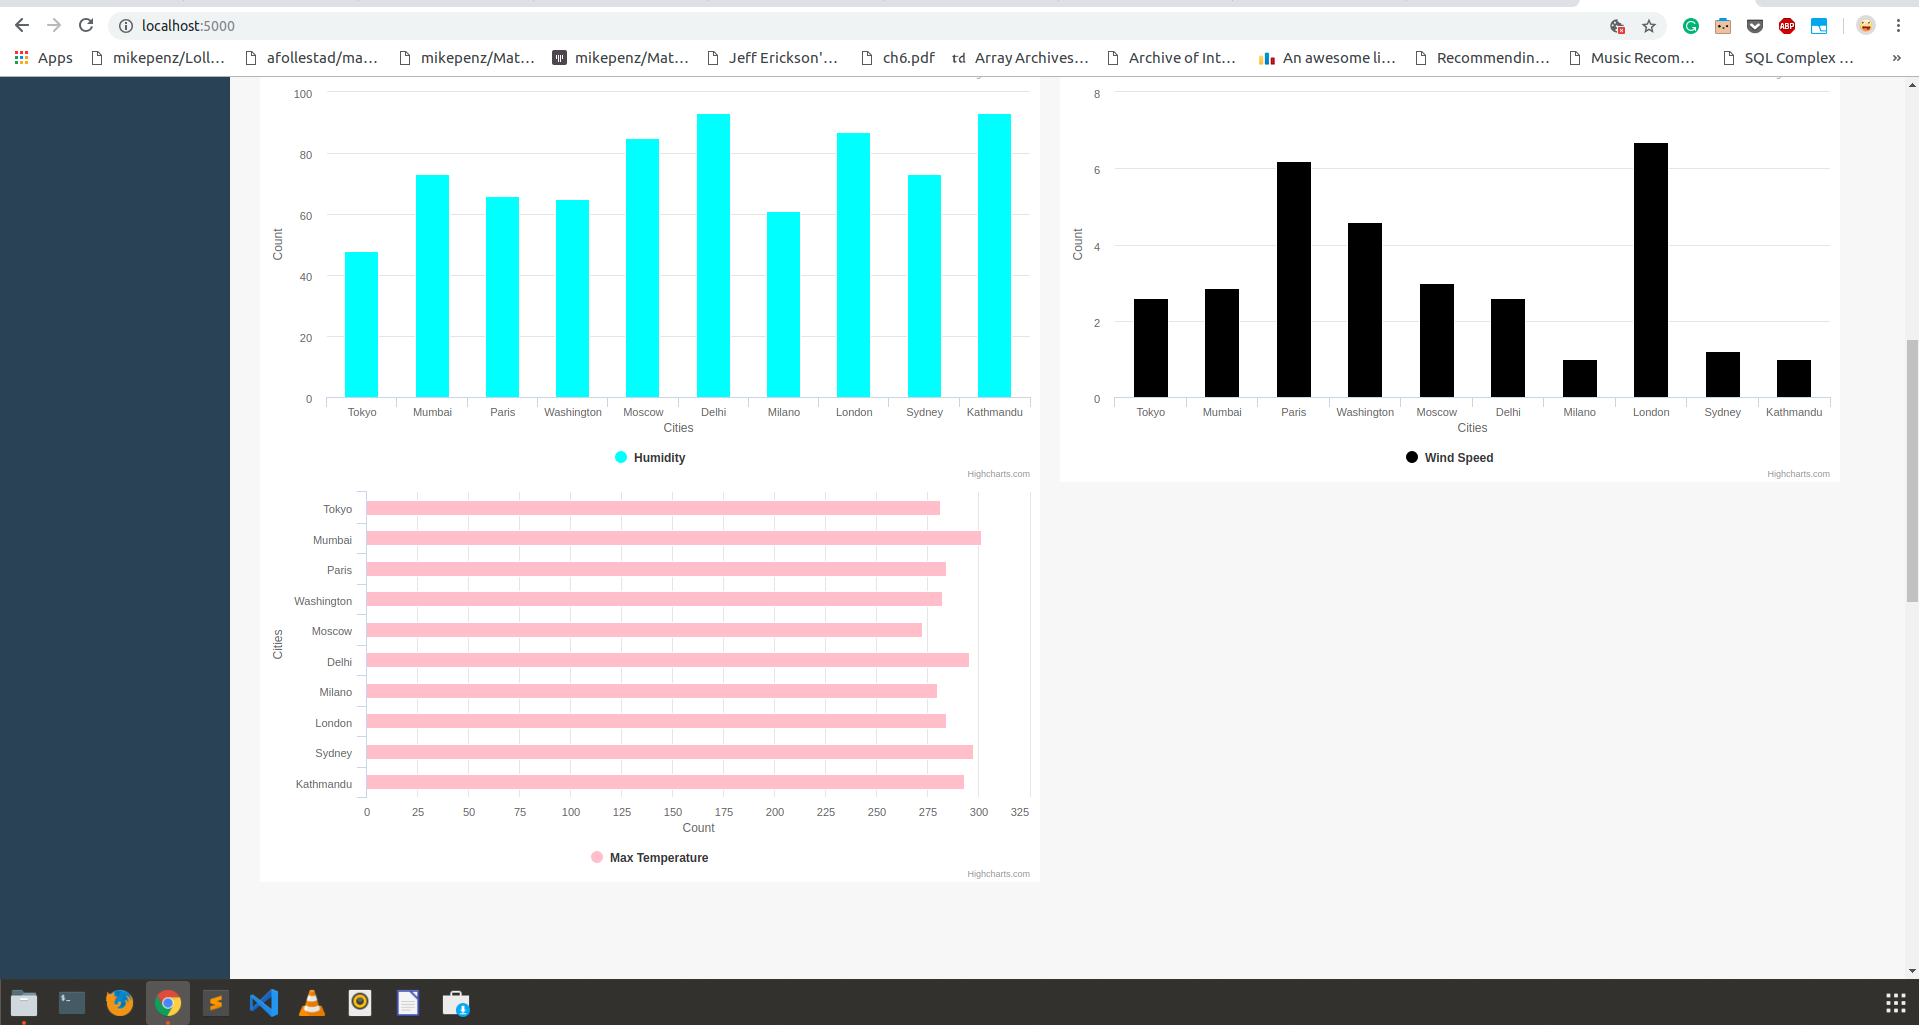 localhost:5000
Apps mikepenz/Loll... afollestad/ma... mikepenz/Mat... mikepenz/Mat... Jeff Erickson'... ch6.pdf td Array Archives... Archive of Int... An awesome li... Recommendin... Music Recom... SQL Complex ... »
ABP
100
80
60
40
20
0
Count
Tokyo Mumbai Paris Washington Moscow Delhi Milano London Sydney Kathmandu
Cities
Humidity
Highcharts.com
8
6
4
2
0
Count
Tokyo Mumbai Paris Washington Moscow Delhi Milano London Sydney Kathmandu
Cities
Wind Speed
Highcharts.com
Cities
Tokyo
Mumbai
Paris
Washington
Moscow
Delhi
Milano
London
Sydney
Kathmandu
0 25 50 75 100 125 150 175 200 225 250 275 300 325
Count
Max Temperature
Highcharts.com